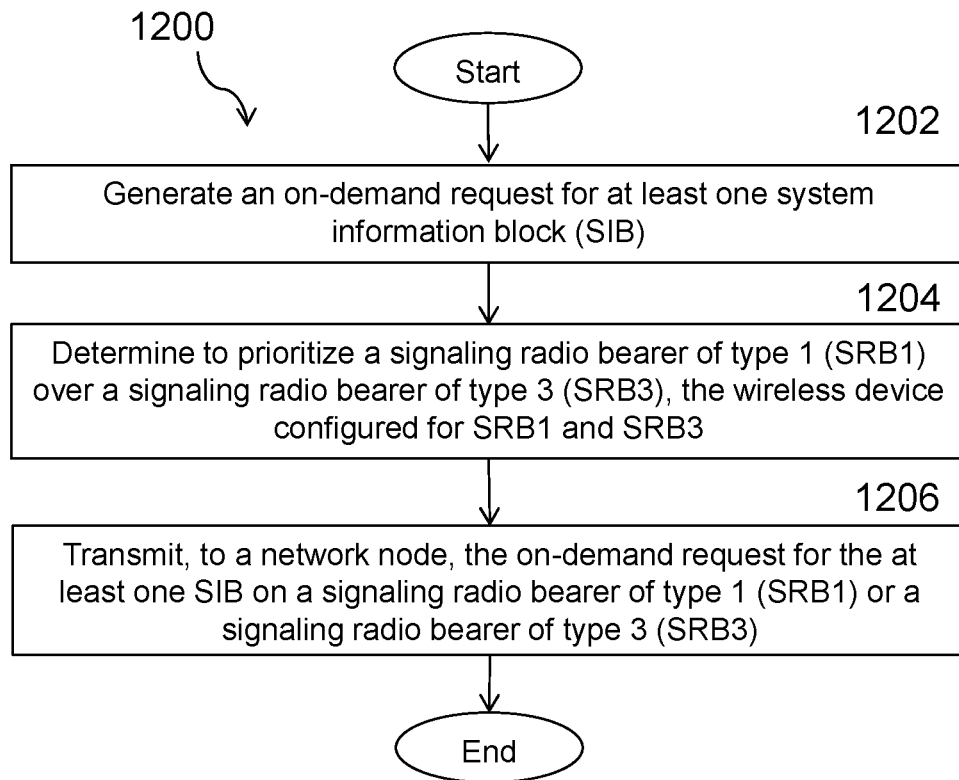 1200
Start
1202
Generate an on-demand request for at least one system
information block (SIB)
1204
Determine to prioritize a signaling radio bearer of type 1 (SRB1)
over a signaling radio bearer of type 3 (SRB3), the wireless device
configured for SRB1 and SRB3
1206
Transmit, to a network node, the on-demand request for the at
least one SIB on a signaling radio bearer of type 1 (SRB1) or a
signaling radio bearer of type 3 (SRB3)
End